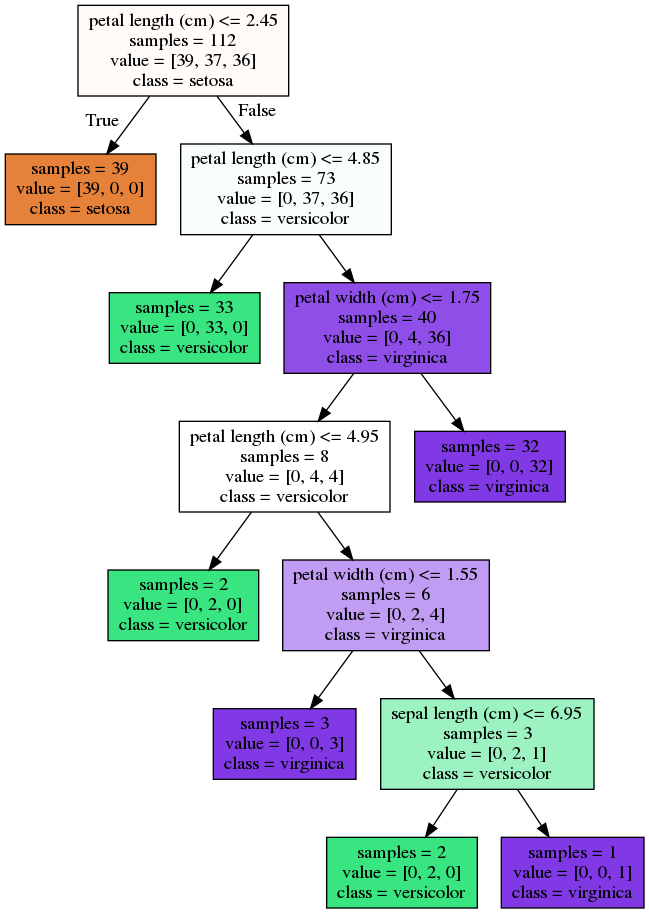 petal length (cm) <= 2.45
samples = 112
value = [39, 37, 36]
class = setosa
True
False
samples = 39
value = [39, 0, 0]
class = setosa
petal length (cm) <= 4.85
samples = 73
value = [0, 37, 36]
class = versicolor
samples = 33
value = [0, 33, 0]
class = versicolor
petal width (cm) <= 1.75
samples = 40
value = [0, 4, 36]
class = virginica
petal length (cm) <= 4.95
samples = 8
value = [0, 4, 4]
class = versicolor
samples = 32
value = [0, 0, 32]
class = virginica
samples = 2
value = [0, 2, 0]
class = versicolor
petal width (cm) <= 1.55
samples = 6
value = [0, 2, 4]
class = virginica
samples = 3
value = [0, 0, 3]
class = virginica
sepal length (cm) <= 6.95
samples = 3
value = [0, 2, 1]
class = versicolor
samples = 2
value = [0, 2, 0]
class = versicolor
samples = 1
value = [0, 0, 1]
class = virginica